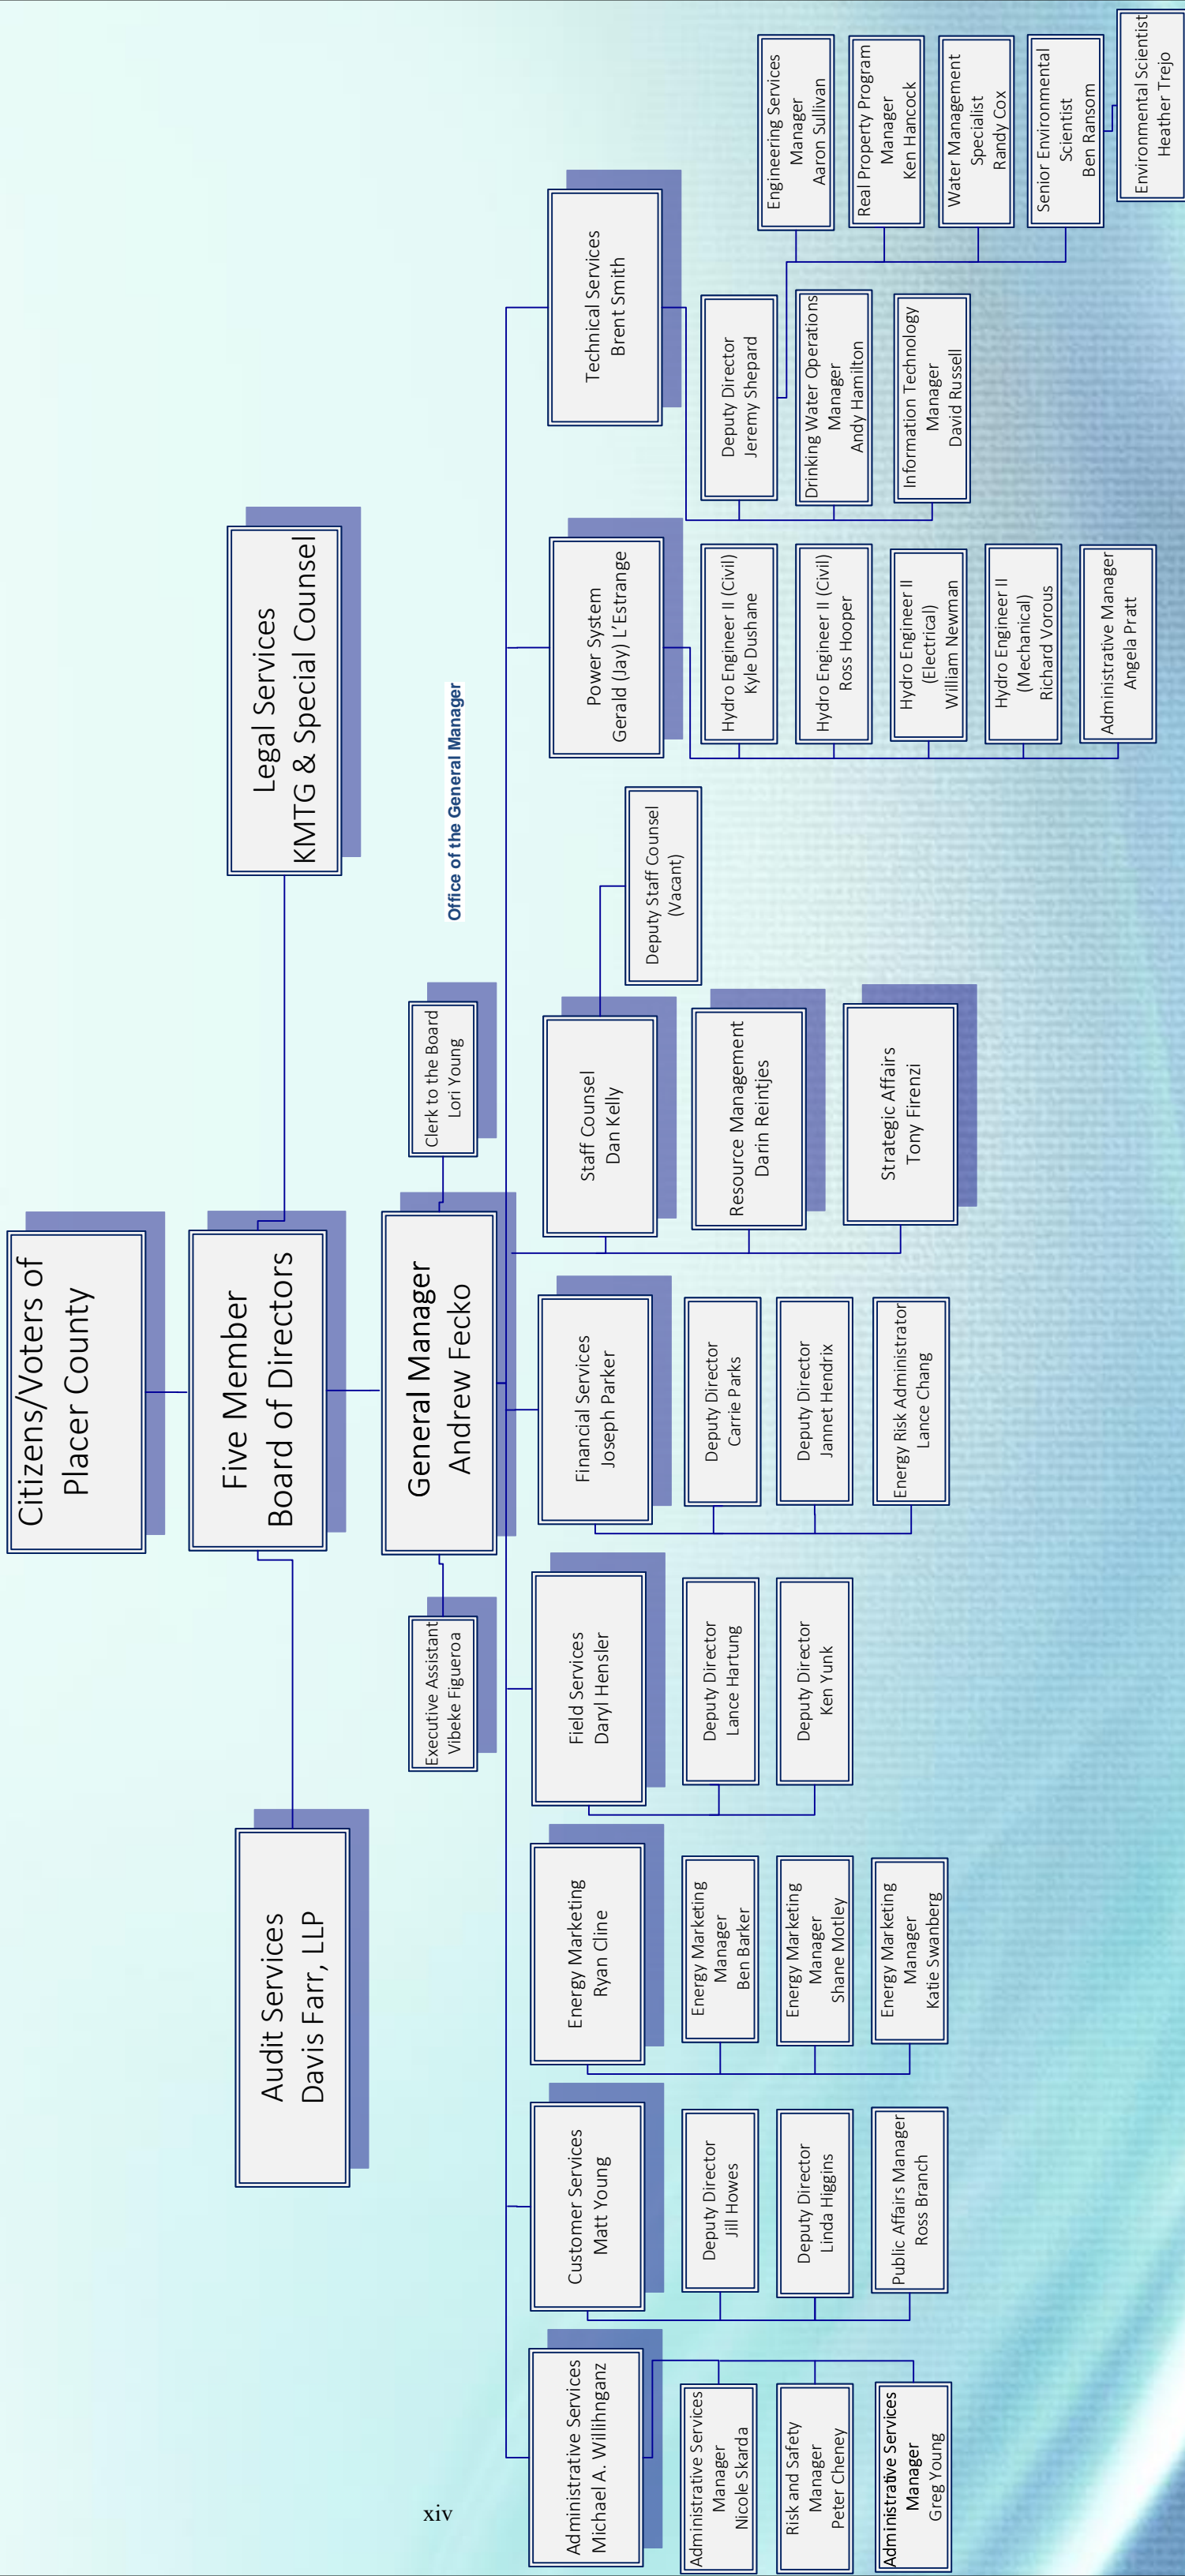 Citizens/Voters of
Placer County
Five Member
Board of Directors
Audit Services
Davis Farr, LLP
Legal Services
KMTG & Special Counsel
General Manager
Andrew Fecko
Executive Assistant
Vibeke Figueroa
Clerk to the Board
Lori Young
Office of the General Manager
Administrative Services
Michael A. Willihnganz
Administrative Services
Manager
Nicole Skarda
Risk and Safety
Manager
Peter Cheney
Administrative Services
Manager
Greg Young
Customer Services
Matt Young
Deputy Director
Jill Howes
Deputy Director
Linda Higgins
Public Affairs Manager
Ross Branch
Energy Marketing
Ryan Cline
Energy Marketing
Manager
Ben Barker
Energy Marketing
Manager
Shane Motley
Energy Marketing
Manager
Katie Swanberg
Field Services
Daryl Hensler
Deputy Director
Lance Hartung
Deputy Director
Ken Yunk
Financial Services
Joseph Parker
Deputy Director
Carrie Parks
Deputy Director
Jannet Hendrix
Energy Risk Administrator
Lance Chang
Staff Counsel
Dan Kelly
Deputy Staff Counsel
(Vacant)
Resource Management
Darin Reintjes
Strategic Affairs
Tony Firenzi
Power System
Gerald (Jay) L’Estrange
Hydro Engineer II (Civil)
Kyle Dushane
Hydro Engineer II (Civil)
Ross Hooper
Hydro Engineer II
(Electrical)
William Newman
Hydro Engineer II
(Mechanical)
Richard Vorous
Administrative Manager
Angela Pratt
Technical Services
Brent Smith
Deputy Director
Jeremy Shepard
Drinking Water Operations
Manager
Andy Hamilton
Information Technology
Manager
David Russell
Engineering Services
Manager
Aaron Sullivan
Real Property Program
Manager
Ken Hancock
Water Management
Specialist
Randy Cox
Senior Environmental
Scientist
Ben Ransom
Environmental Scientist
Heather Trejo
xiv